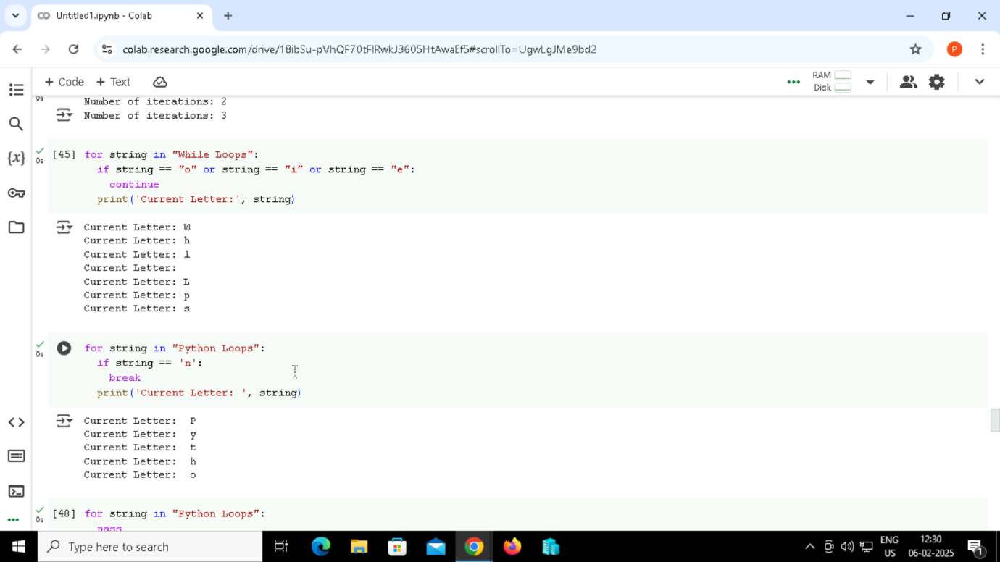 Untitled1.ipynb - Colab
colab.research.google.com/drive/18ibSu-pVhQF70tFlRwkJ3605HtAwaEf5#scrollTo=UgwLgJMe9bd2
P
+ Code + Text
RAM
Disk
0s
Number of iterations: 2
Number of iterations: 3
0s
[45] for string in "While Loops":
if string == "o" or string == "i" or string == "e":
continue
print('Current Letter:', string)
Current Letter: W
Current Letter: h
Current Letter: l
Current Letter:
Current Letter: L
Current Letter: p
Current Letter: s
0s
for string in "Python Loops":
if string == 'n':
break
print('Current Letter: ', string)
Current Letter:  P
Current Letter:  y
Current Letter:  t
Current Letter:  h
Current Letter:  o
0s
[48] for string in "Python Loops":
pass
Type here to search
ENG
US
12:30
06-02-2025
1